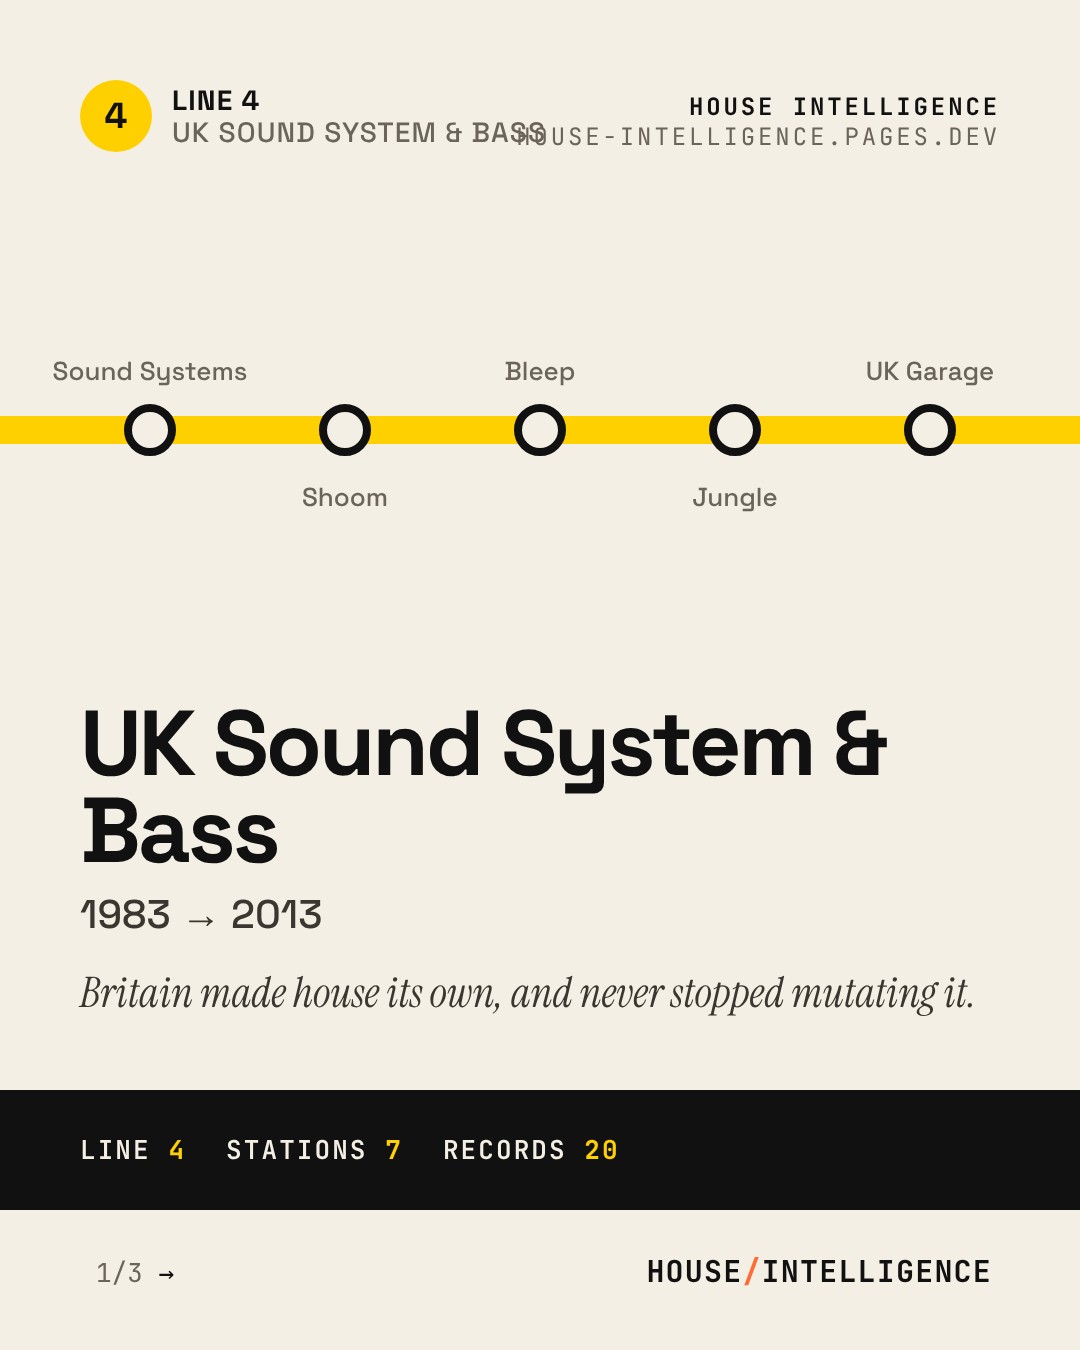 4
LINE 4
UK SOUND SYSTEM & BASS
HOUSE INTELLIGENCE
HOUSE-INTELLIGENCE.PAGES.DEV
Sound Systems
Bleep
UK Garage
Shoom
Jungle
UK Sound System &
Bass
1983 → 2013
Britain made house its own, and never stopped mutating it.
LINE 4 STATIONS 7 RECORDS 20
1/3 →
HOUSE/INTELLIGENCE